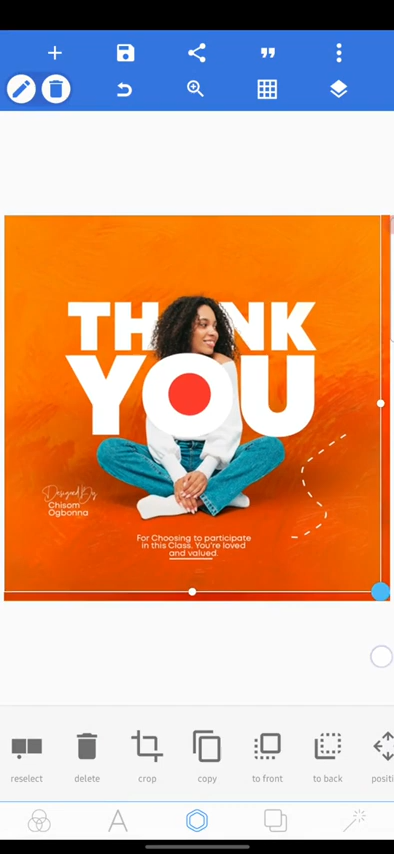 THANK
YOU
Designed By
Chisom
Ogbonna
For Choosing to participate
in this Class. You're loved
and valued.
reselect
delete
crop
copy
to front
to back
positi